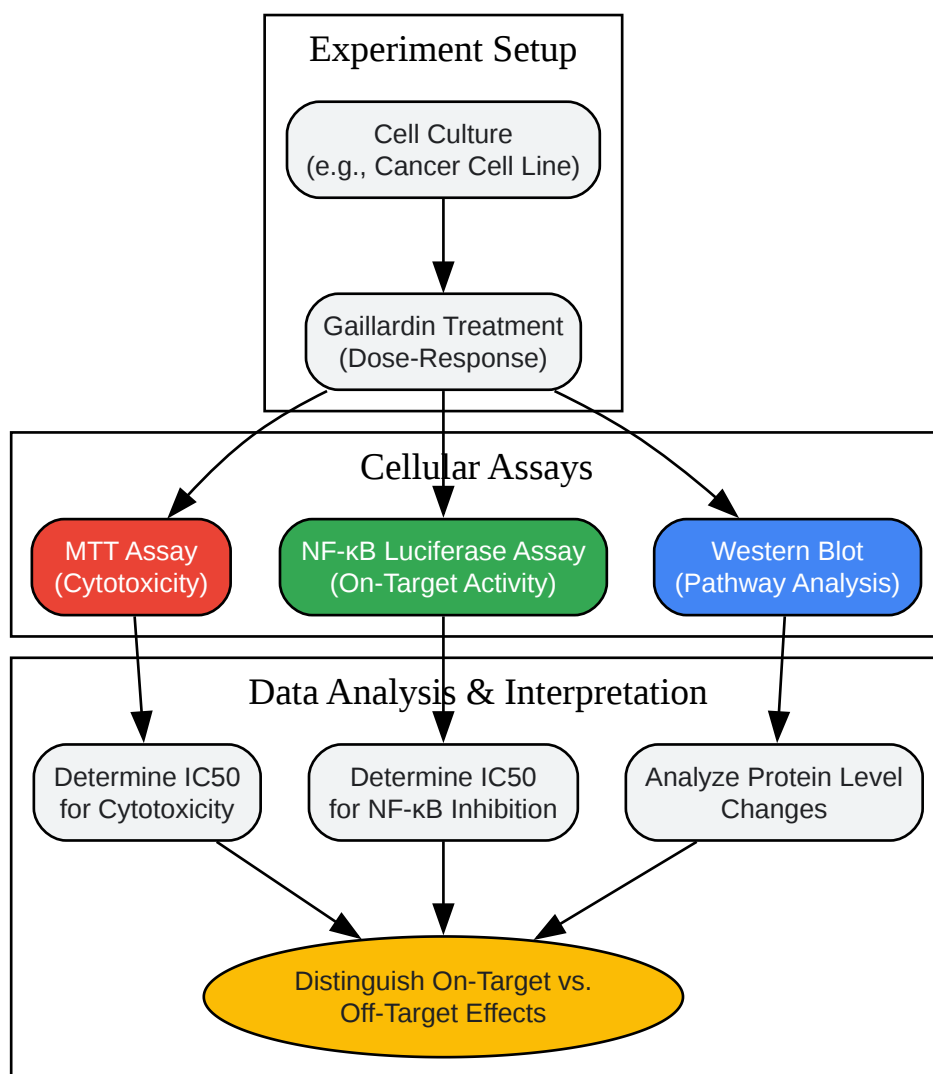 Experiment Setup
Cell Culture
(e.g., Cancer Cell Line)
Gaillardin Treatment
(Dose-Response)
Cellular Assays
MTT Assay
(Cytotoxicity)
NF-κB Luciferase Assay
(On-Target Activity)
Western Blot
(Pathway Analysis)
Data Analysis & Interpretation
Determine IC50
for Cytotoxicity
Determine IC50
for NF-κB Inhibition
Analyze Protein Level
Changes
Distinguish On-Target vs.
Off-Target Effects